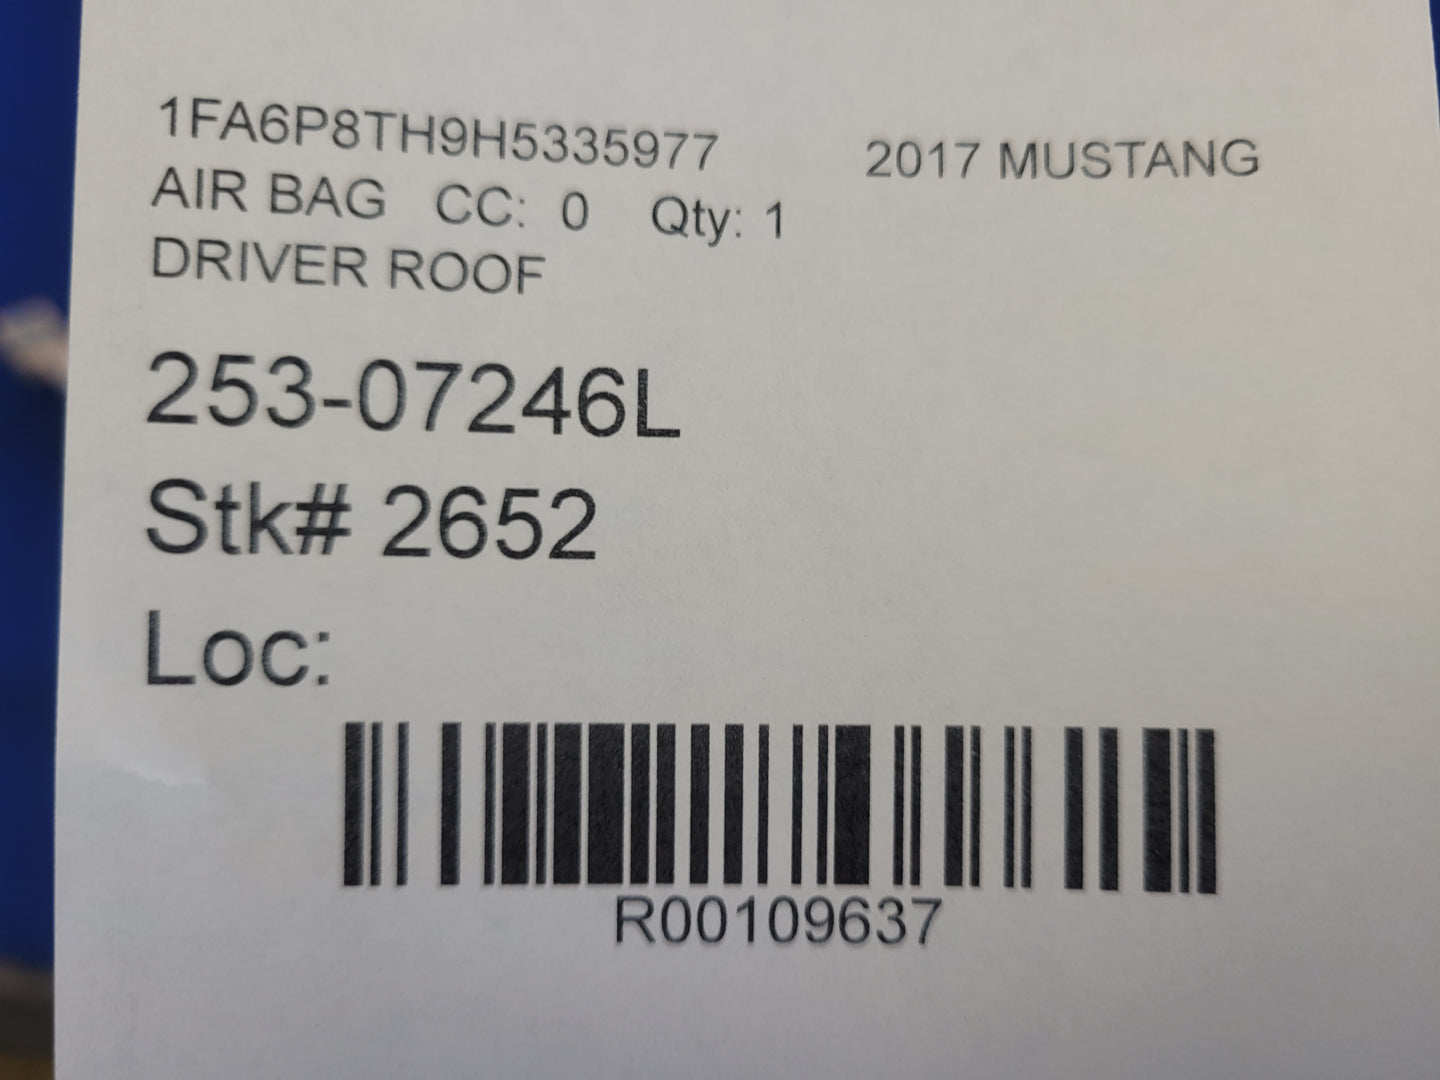 1FA6P8TH9H5335977 2017 MUSTANG
AIR BAG CC: 0 Qty: 1
DRIVER ROOF
253-07246L
Stk# 2652
Loc:
R00109637